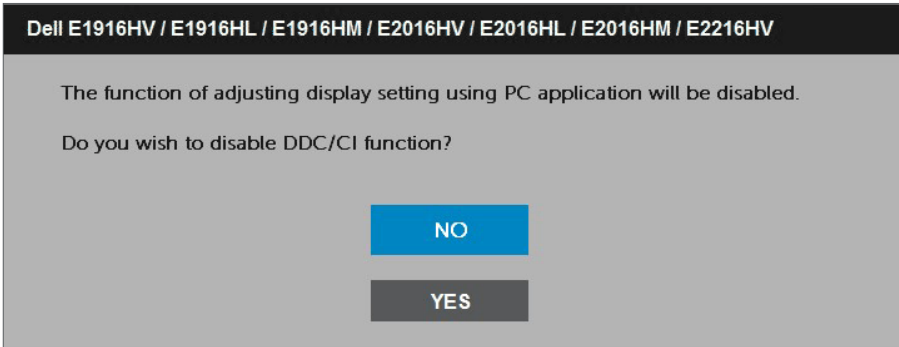 Dell E1916HV / E1916HL / E1916HM / E2016HV / E2016HL / E2016HM / E2216HV
The function of adjusting display setting using PC application will be disabled.
Do you wish to disable DDC/CI function?
NO
YES